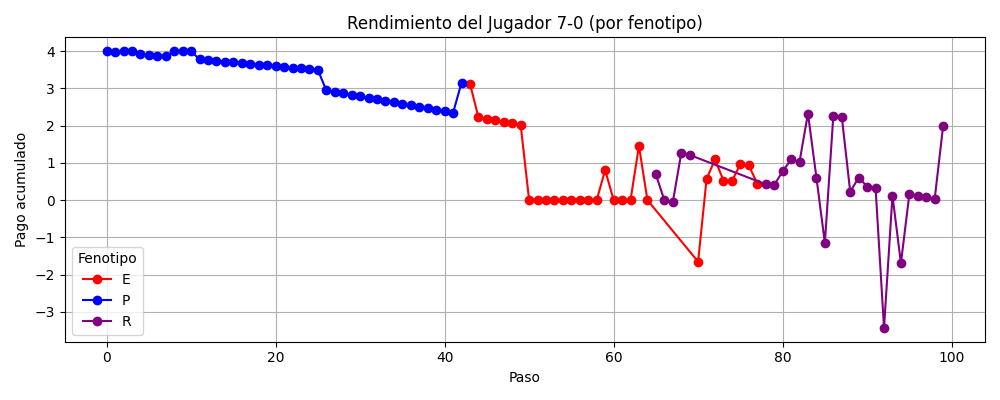 Rendimiento del Jugador 7-0 (por fenotipo)
Pago acumulado
4
3
2
1
0
−1
−2
−3
Fenotipo
E
P
R
0
20
40
60
80
100
Paso